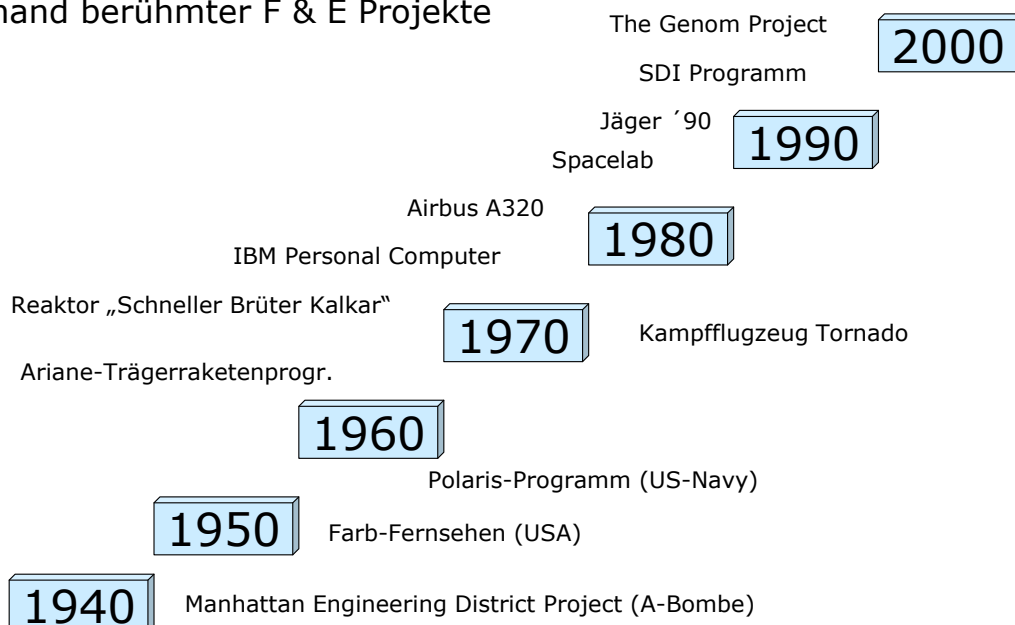 berühmter F & E Projekte
The Genom Project
2000
SDI Programm
Jäger ´90
1990
Spacelab
Airbus A320
1980
IBM Personal Computer
Reaktor „Schneller Brüter Kalkar“
1970
Kampfflugzeug Tornado
Ariane-Trägerraketenprogr.
1960
Polaris-Programm (US-Navy)
1950
Farb-Fernsehen (USA)
1940
Manhattan Engineering District Project (A-Bombe)